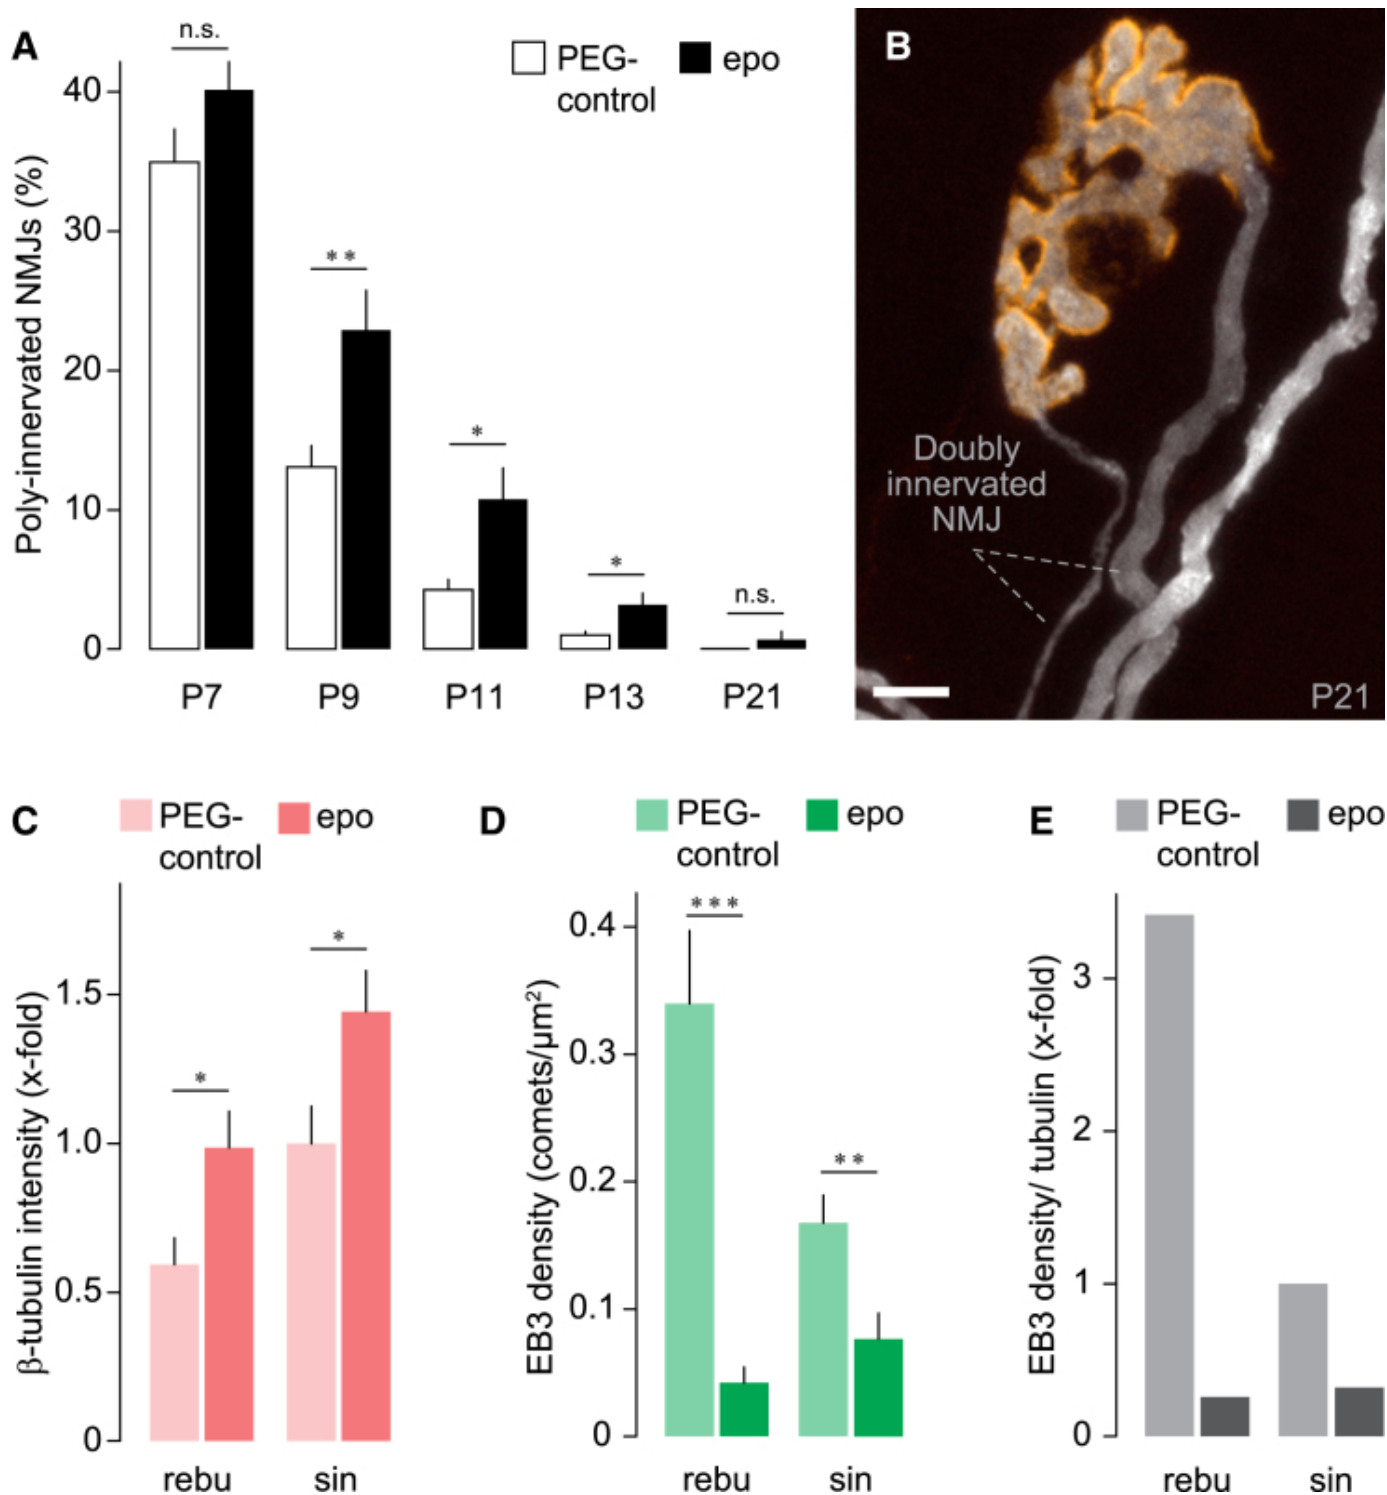 A
n.s.
PEG-
control
epo
Poly-innervated NMJs (%)
40
30
20
10
0
**
*
*
n.s.
P7
P9
P11
P13
P21
B
Doubly
innervated
NMJ
P21
C
PEG-
control
epo
β-tubulin intensity (x-fold)
1.5
1.0
0.5
0
*
*
rebu
sin
D
PEG-
control
epo
EB3 density (comets/µm²)
0.4
0.3
0.2
0.1
0
***
**
rebu
sin
E
PEG-
control
epo
EB3 density/ tubulin (x-fold)
3
2
1
0
rebu
sin